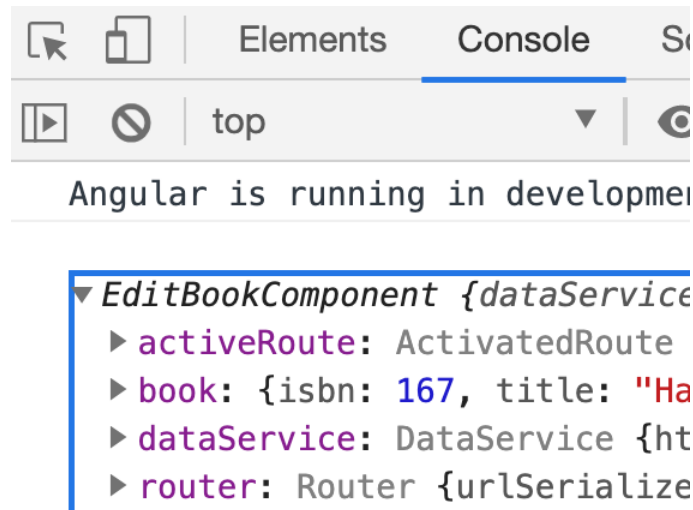 Elements Console So
top
Angular is running in developmen
EditBookComponent {dataService
activeRoute: ActivatedRoute
book: {isbn: 167, title: "Ha
dataService: DataService {ht
router: Router {urlSerialize